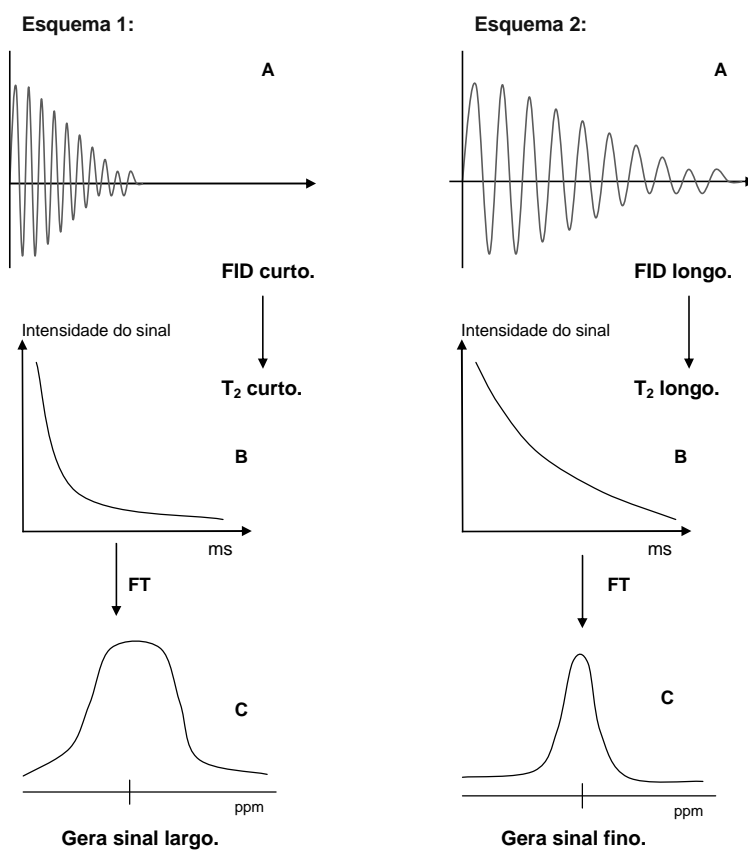 Esquema 1:
A
FID curto.
Intensidade do sinal
T₂ curto.
B
ms
FT
C
ppm
Gera sinal largo.
Esquema 2:
A
FID longo.
Intensidade do sinal
T₂ longo.
B
ms
FT
C
ppm
Gera sinal fino.